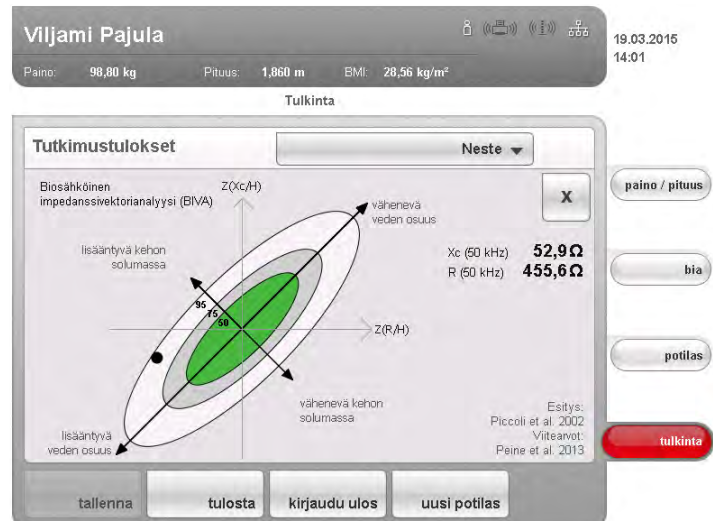 Viljami Pajula
Paino: 98,80 kg Pituus: 1,860 m BMI: 28,56 kg/m²
19.03.2015
14:01
Tulkinta
Tutkimustulokset
Neste
Biosähköinen
impedanssivektorianalyysi (BIVA)
Z(Xc/H)
vähenevä
veden osuus
X
lisääntyvä kehon
solumassa
Xc (50 kHz) 52,9 Ω
R (50 kHz) 455,6 Ω
95
75
50
Z(R/H)
vähenevä kehon
solumassa
lisääntyvä
veden osuus
Esitys:
Piccoli et al. 2002
Viitearvot:
Peine et al. 2013
paino / pituus
bia
potilas
tulkinta
tallenna
tulosta
kirjaudu ulos
uusi potilas